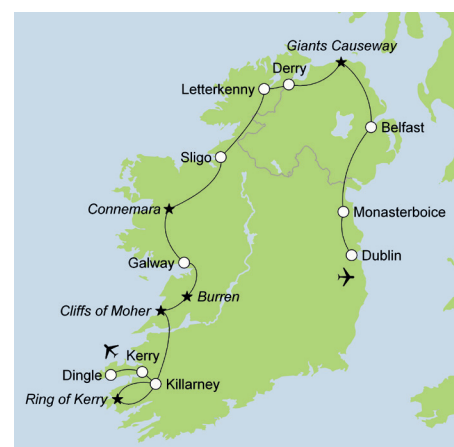 Giants Causeway
Derry
Letterkenny
Belfast
Sligo
Connemara
Monasterboice
Galway
Dublin
Burren
Cliffs of Moher
Kerry
Dingle
Killarney
Ring of Kerry